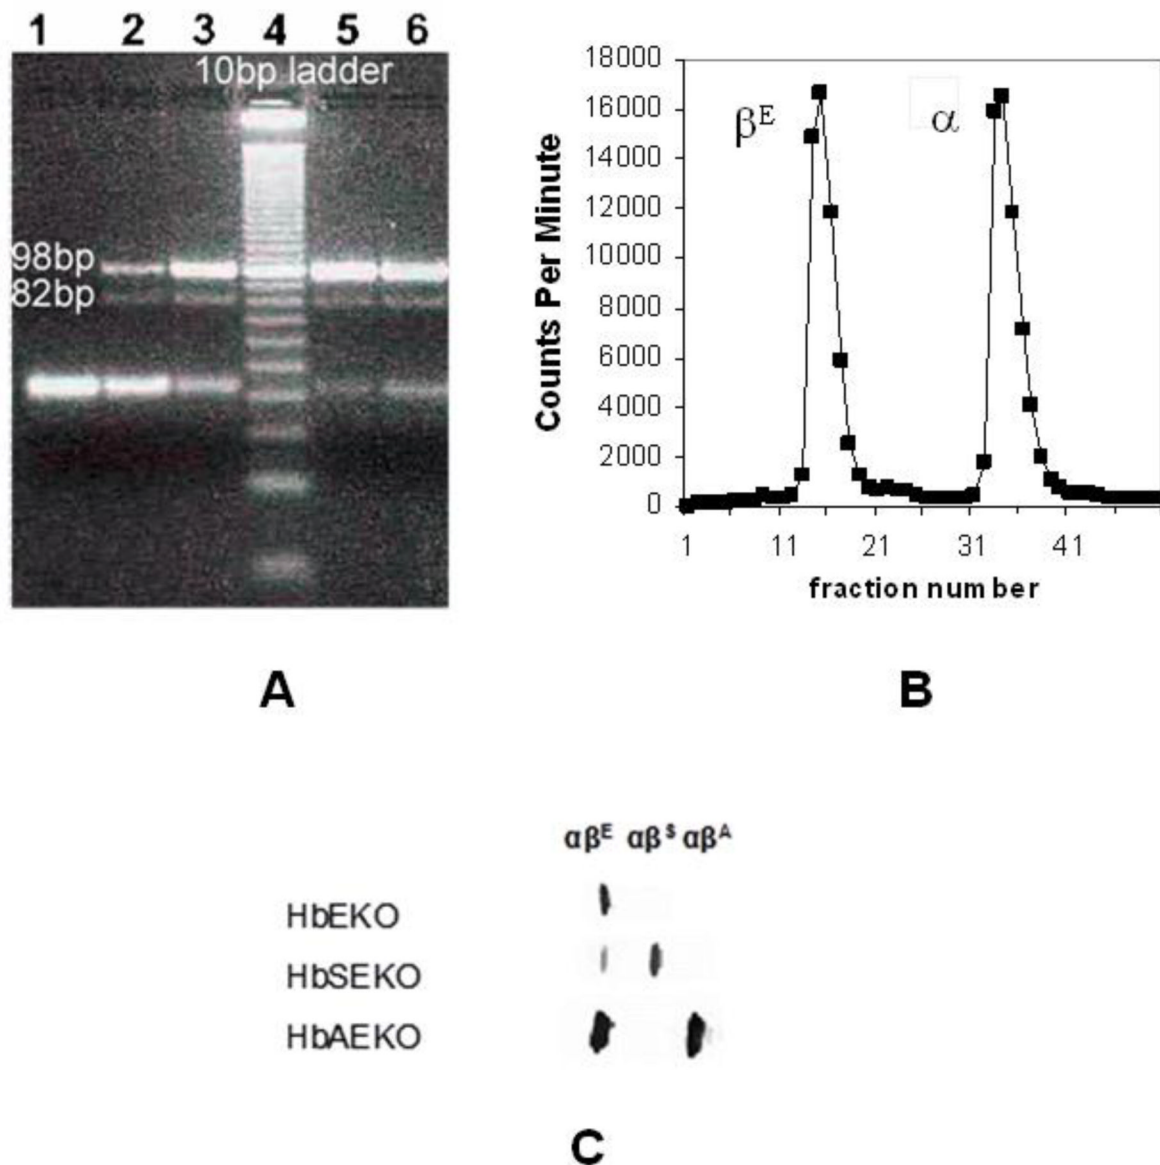 1 2 3 4 5 6
10bp ladder
98bp
82bp
A
18000
16000
14000
12000
10000
8000
6000
4000
2000
0
Counts Per Minute
βᴱ
α
1 11 21 31 41
fraction number
B
αβᴱ αβˢ αβᴬ
HbEKO
HbSEKO
HbAEKO
C